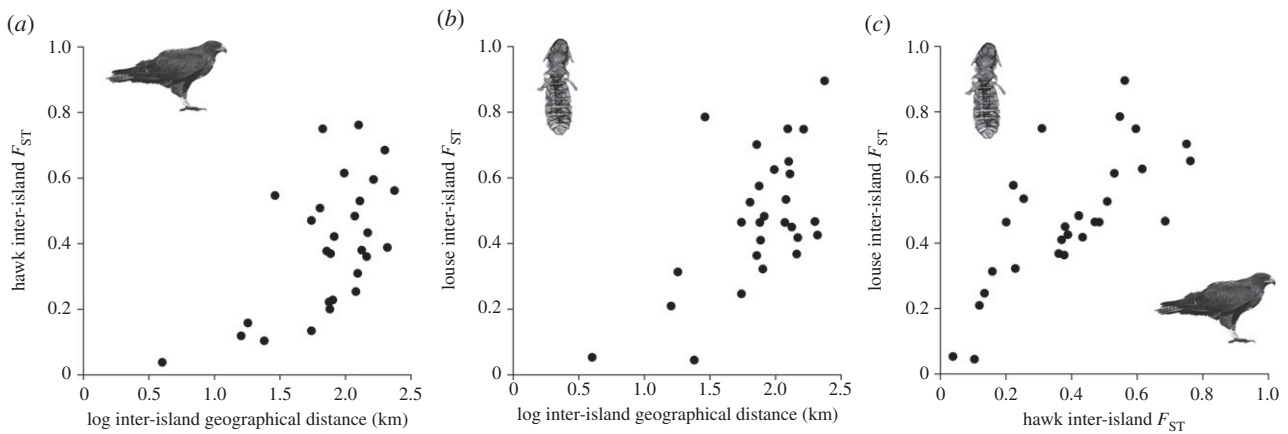 (a)
1.0
0.8
0.6
0.4
0.2
0
hawk inter-island FST
0 0.5 1.0 1.5 2.0 2.5
log inter-island geographical distance (km)
(b)
1.0
0.8
0.6
0.4
0.2
0
louse inter-island FST
0 0.5 1.0 1.5 2.0 2.5
log inter-island geographical distance (km)
(c)
1.0
0.8
0.6
0.4
0.2
0
louse inter-island FST
0 0.2 0.4 0.6 0.8 1.0
hawk inter-island FST